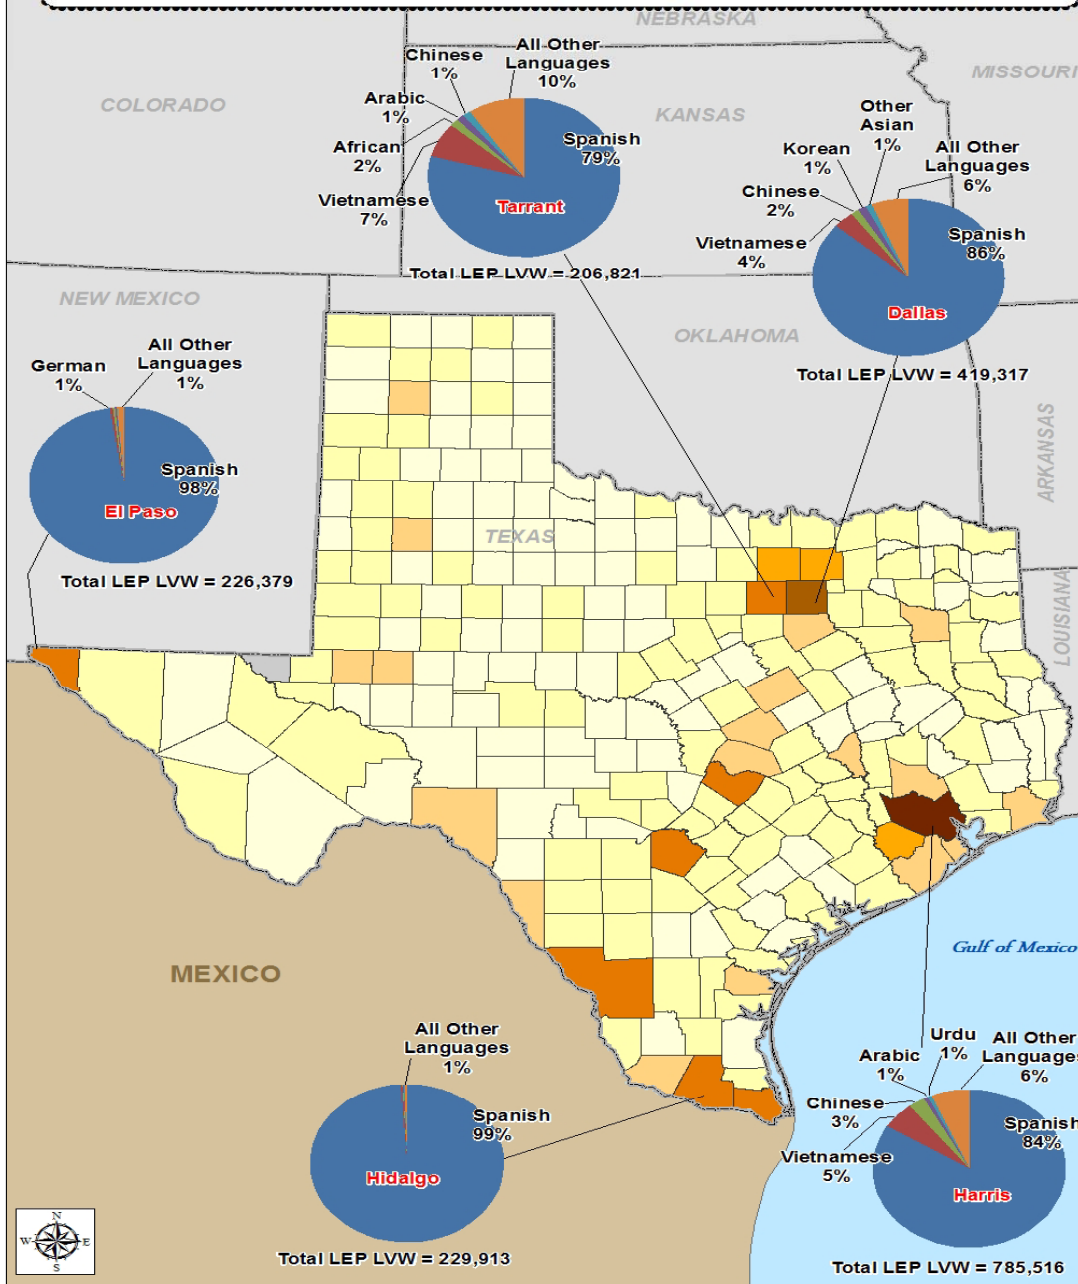 NEBRASKA
COLORADO
KANSAS
MISSOURI
Chinese
1%
All Other
Languages
10%
Arabic
1%
African
2%
Vietnamese
7%
Spanish
79%
Tarrant
Total LEP LVW = 206,821
Other
Asian
1%
Korean
1%
All Other
Languages
6%
Chinese
2%
Vietnamese
4%
Spanish
86%
Dallas
Total LEP LVW = 419,317
NEW MEXICO
OKLAHOMA
ARKANSAS
LOUISIANA
TEXAS
German
1%
All Other
Languages
1%
Spanish
98%
El Paso
Total LEP LVW = 226,379
MEXICO
Gulf of Mexico
All Other
Languages
1%
Spanish
99%
Hidalgo
Total LEP LVW = 229,913
Urdu
1%
All Other
Languages
6%
Arabic
1%
Chinese
3%
Vietnamese
5%
Spanish
84%
Harris
Total LEP LVW = 785,516
N
W
E
S